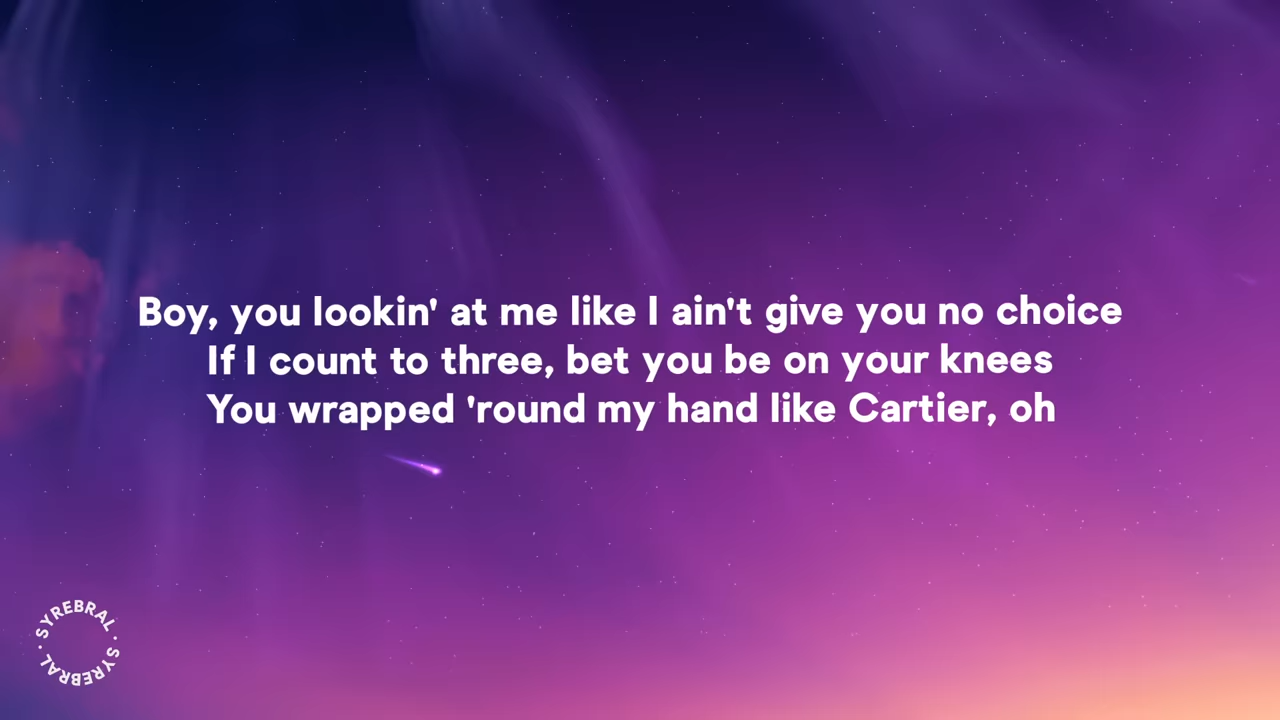 Boy, you lookin' at me like I ain't give you no choice
If I count to three, bet you be on your knees
You wrapped 'round my hand like Cartier, oh
SYREBRAL · SYREBRAL ·